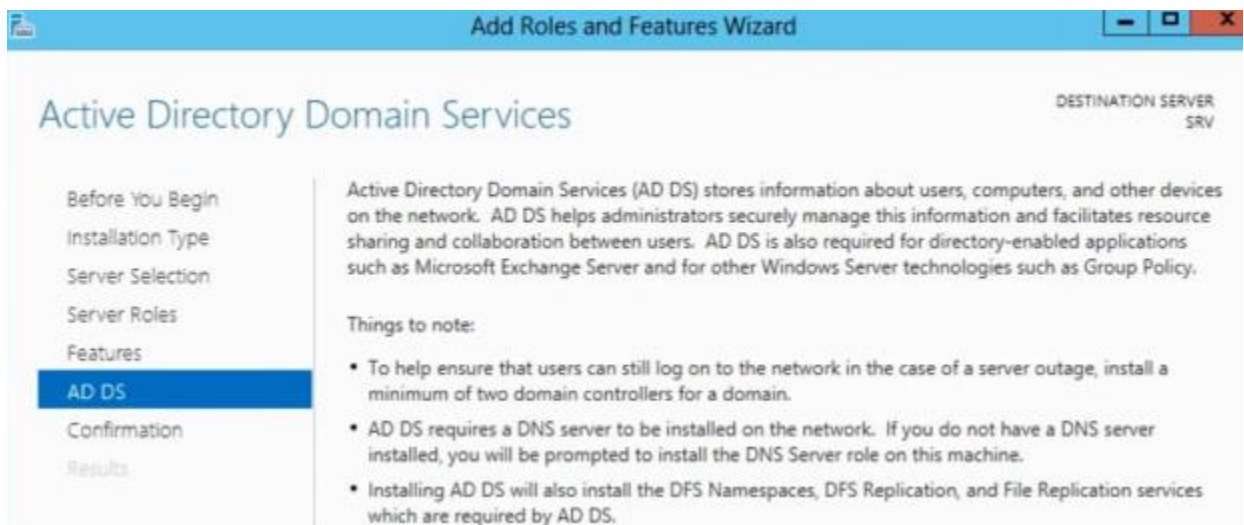 Add Roles and Features Wizard
Active Directory Domain Services
DESTINATION SERVER
SRV
Before You Begin
Installation Type
Server Selection
Server Roles
Features
AD DS
Confirmation
Results
Active Directory Domain Services (AD DS) stores information about users, computers, and other devices
on the network. AD DS helps administrators securely manage this information and facilitates resource
sharing and collaboration between users. AD DS is also required for directory-enabled applications
such as Microsoft Exchange Server and for other Windows Server technologies such as Group Policy.
Things to note:
• To help ensure that users can still log on to the network in the case of a server outage, install a
minimum of two domain controllers for a domain.
• AD DS requires a DNS server to be installed on the network. If you do not have a DNS server
installed, you will be prompted to install the DNS Server role on this machine.
• Installing AD DS will also install the DFS Namespaces, DFS Replication, and File Replication services
which are required by AD DS.